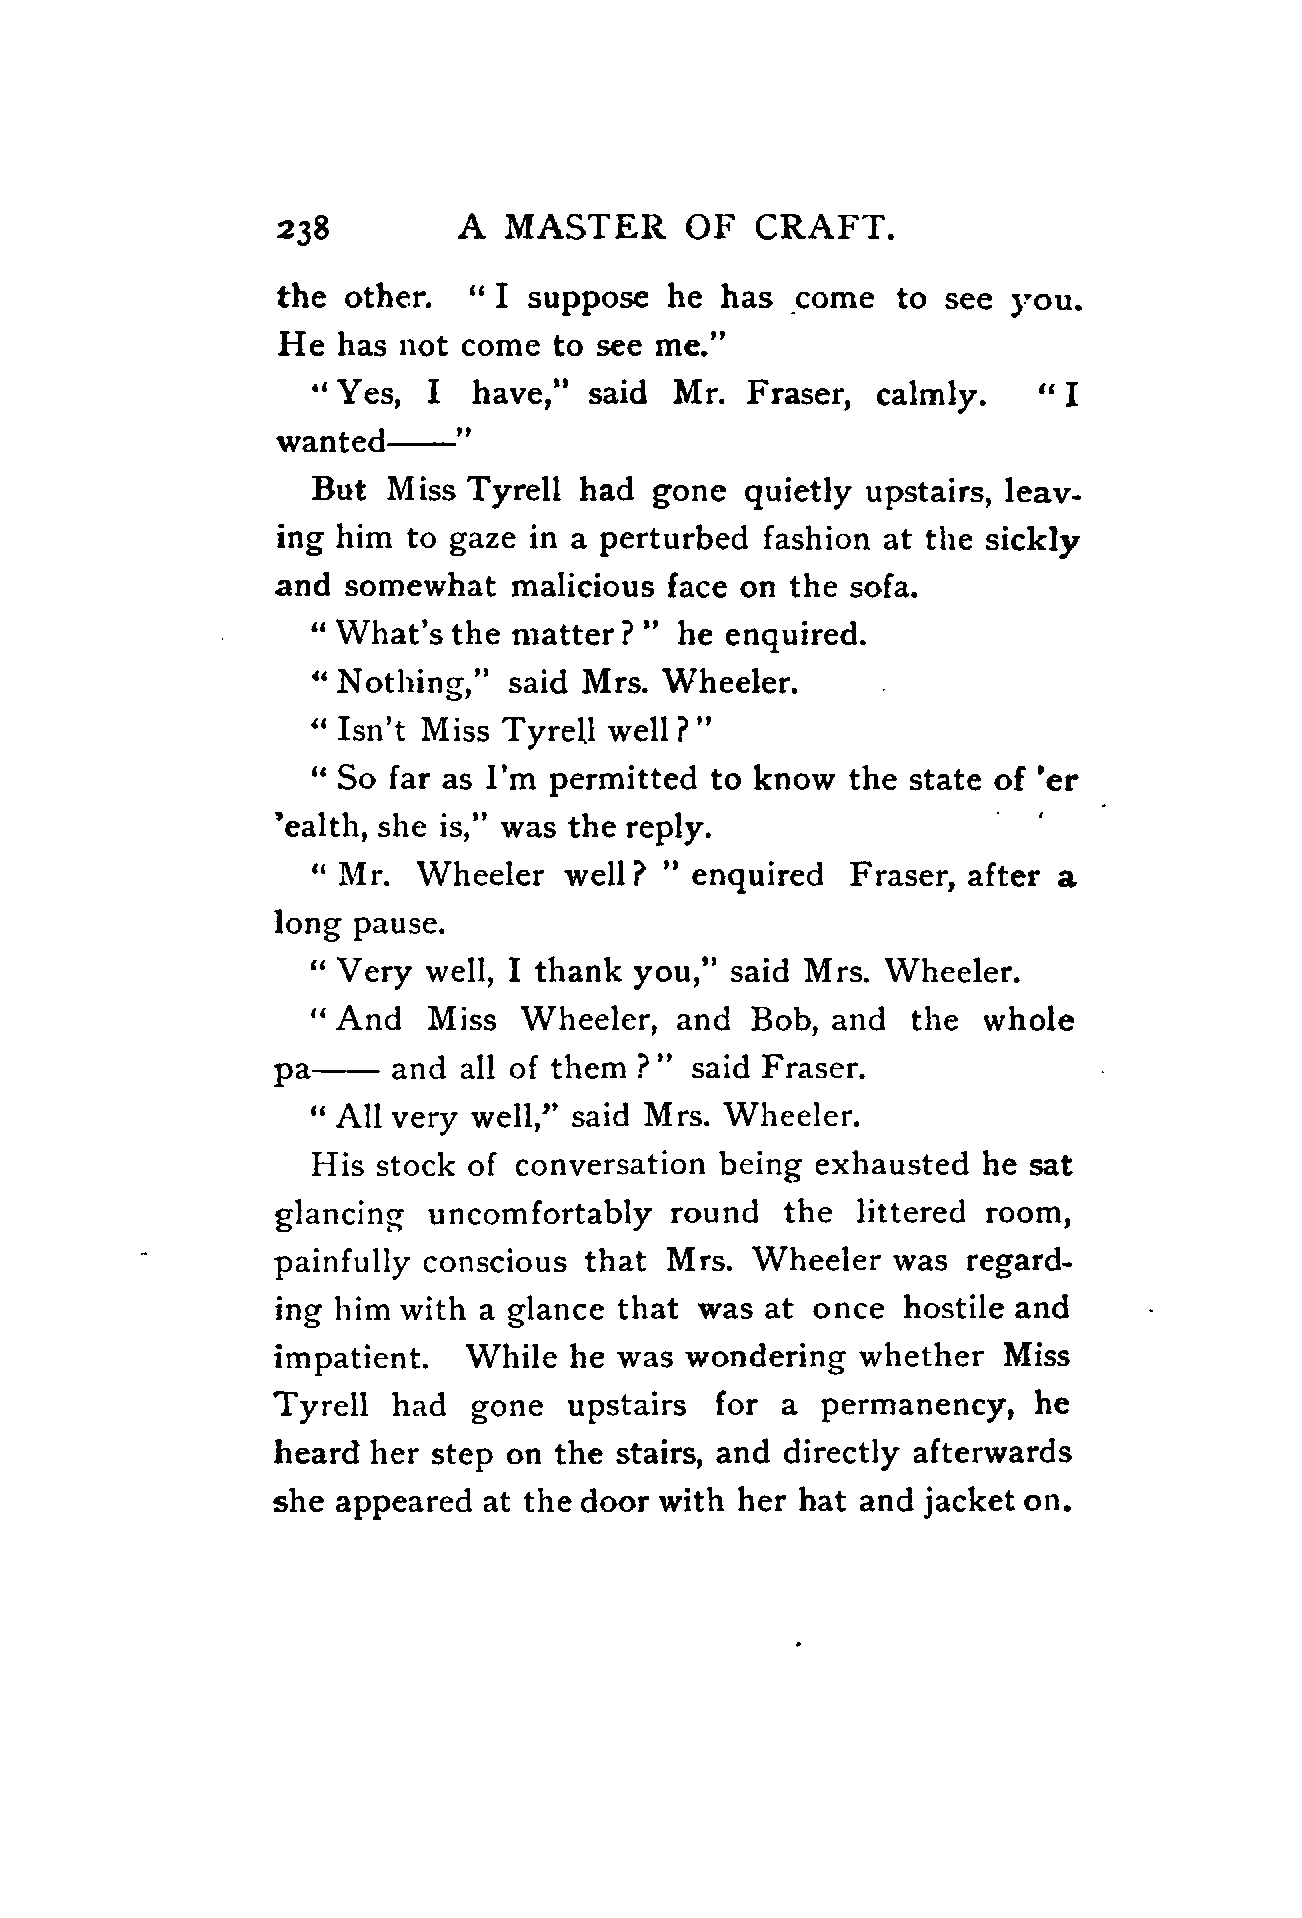 238 A MASTER OF CRAFT.
the other. “ I suppose he has come to see you.
He has not come to see me.”
“ Yes, I have,” said Mr. Fraser, calmly. “ I
wanted——”
But Miss Tyrell had gone quietly upstairs, leav-
ing him to gaze in a perturbed fashion at the sickly
and somewhat malicious face on the sofa.
“ What's the matter ? ” he enquired.
“ Nothing,” said Mrs. Wheeler.
“ Isn't Miss Tyrell well ? ”
“ So far as I'm permitted to know the state of 'er
'ealth, she is,” was the reply.
“ Mr. Wheeler well ? ” enquired Fraser, after a
long pause.
“ Very well, I thank you,” said Mrs. Wheeler.
“ And Miss Wheeler, and Bob, and the whole
pa—— and all of them ? ” said Fraser.
“ All very well,” said Mrs. Wheeler.
His stock of conversation being exhausted he sat
glancing uncomfortably round the littered room,
painfully conscious that Mrs. Wheeler was regard-
ing him with a glance that was at once hostile and
impatient. While he was wondering whether Miss
Tyrell had gone upstairs for a permanency, he
heard her step on the stairs, and directly afterwards
she appeared at the door with her hat and jacket on.